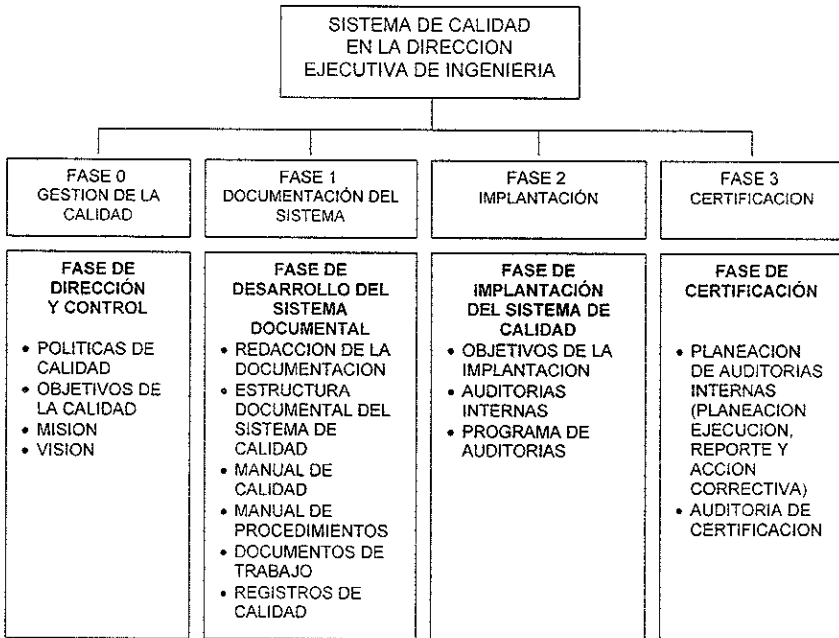 SISTEMA DE CALIDAD
EN LA DIRECCION
EJECUTIVA DE INGENIERIA
FASE 0
GESTION DE LA
CALIDAD
FASE 1
DOCUMENTACIÓN DEL
SISTEMA
FASE 2
IMPLANTACIÓN
FASE 3
CERTIFICACION
FASE DE
DIRECCIÓN
Y CONTROL
• POLITICAS DE
CALIDAD
• OBJETIVOS DE
LA CALIDAD
• MISION
• VISION
FASE DE
DESARROLLO DEL
SISTEMA
DOCUMENTAL
• REDACCION DE LA
DOCUMENTACION
• ESTRUCTURA
DOCUMENTAL DEL
SISTEMA DE
CALIDAD
• MANUAL DE
CALIDAD
• MANUAL DE
PROCEDIMIENTOS
• DOCUMENTOS DE
TRABAJO
• REGISTROS DE
CALIDAD
FASE DE
IMPLANTACIÓN
DEL SISTEMA DE
CALIDAD
• OBJETIVOS DE LA
IMPLANTACION
• AUDITORIAS
INTERNAS
• PROGRAMA DE
AUDITORIAS
FASE DE
CERTIFICACIÓN
• PLANEACION
DE AUDITORIAS
INTERNAS
(PLANEACION
EJECUCION,
REPORTE Y
ACCION
CORRECTIVA)
• AUDITORIA DE
CERTIFICACION